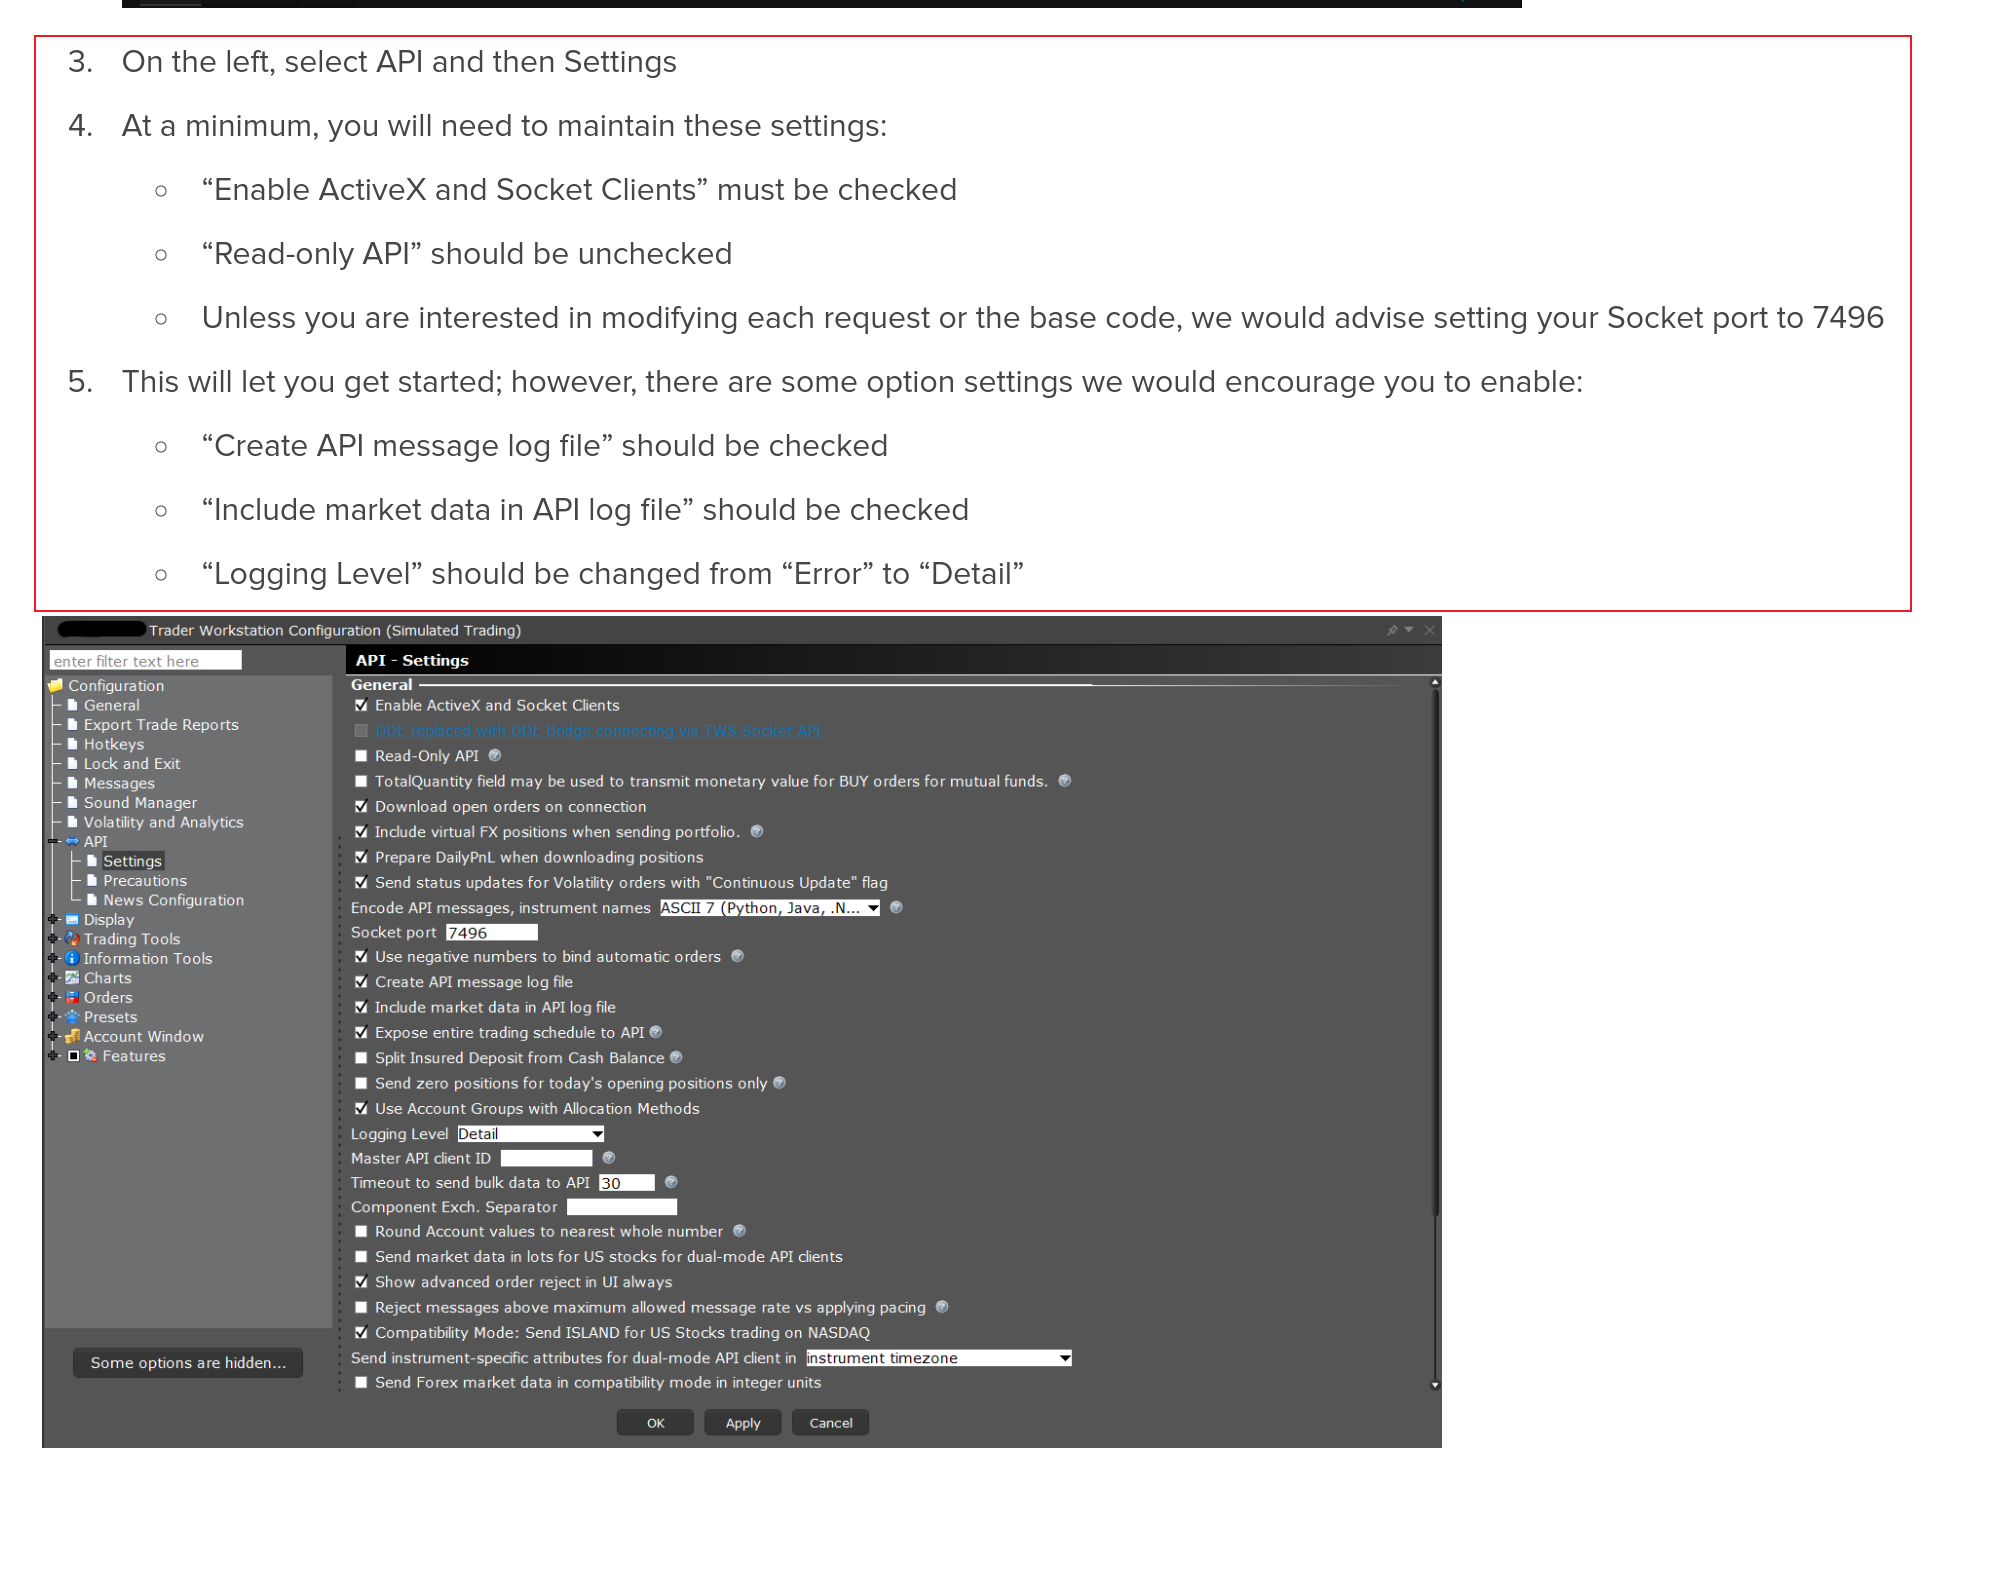 3. On the left, select API and then Settings
4. At a minimum, you will need to maintain these settings:
○ “Enable ActiveX and Socket Clients” must be checked
○ “Read-only API” should be unchecked
○ Unless you are interested in modifying each request or the base code, we would advise setting your Socket port to 7496
5. This will let you get started; however, there are some option settings we would encourage you to enable:
○ “Create API message log file” should be checked
○ “Include market data in API log file” should be checked
○ “Logging Level” should be changed from “Error” to “Detail”
Trader Workstation Configuration (Simulated Trading)
enter filter text here
Configuration
General
Export Trade Reports
Hotkeys
Lock and Exit
Messages
Sound Manager
Volatility and Analytics
API
Settings
Precautions
News Configuration
Display
Trading Tools
Information Tools
Charts
Orders
Presets
Account Window
Features
Some options are hidden...
API - Settings
General
Enable ActiveX and Socket Clients
DDE replaced with DDE Bridge connecting via TWS Socket API
Read-Only API
TotalQuantity field may be used to transmit monetary value for BUY orders for mutual funds.
Download open orders on connection
Include virtual FX positions when sending portfolio.
Prepare DailyPnL when downloading positions
Send status updates for Volatility orders with "Continuous Update" flag
Encode API messages, instrument names ASCII 7 (Python, Java, .N...
Socket port 7496
Use negative numbers to bind automatic orders
Create API message log file
Include market data in API log file
Expose entire trading schedule to API
Split Insured Deposit from Cash Balance
Send zero positions for today's opening positions only
Use Account Groups with Allocation Methods
Logging Level Detail
Master API client ID
Timeout to send bulk data to API 30
Component Exch. Separator
Round Account values to nearest whole number
Send market data in lots for US stocks for dual-mode API clients
Show advanced order reject in UI always
Reject messages above maximum allowed message rate vs applying pacing
Compatibility Mode: Send ISLAND for US Stocks trading on NASDAQ
Send instrument-specific attributes for dual-mode API client in instrument timezone
Send Forex market data in compatibility mode in integer units
OK Apply Cancel